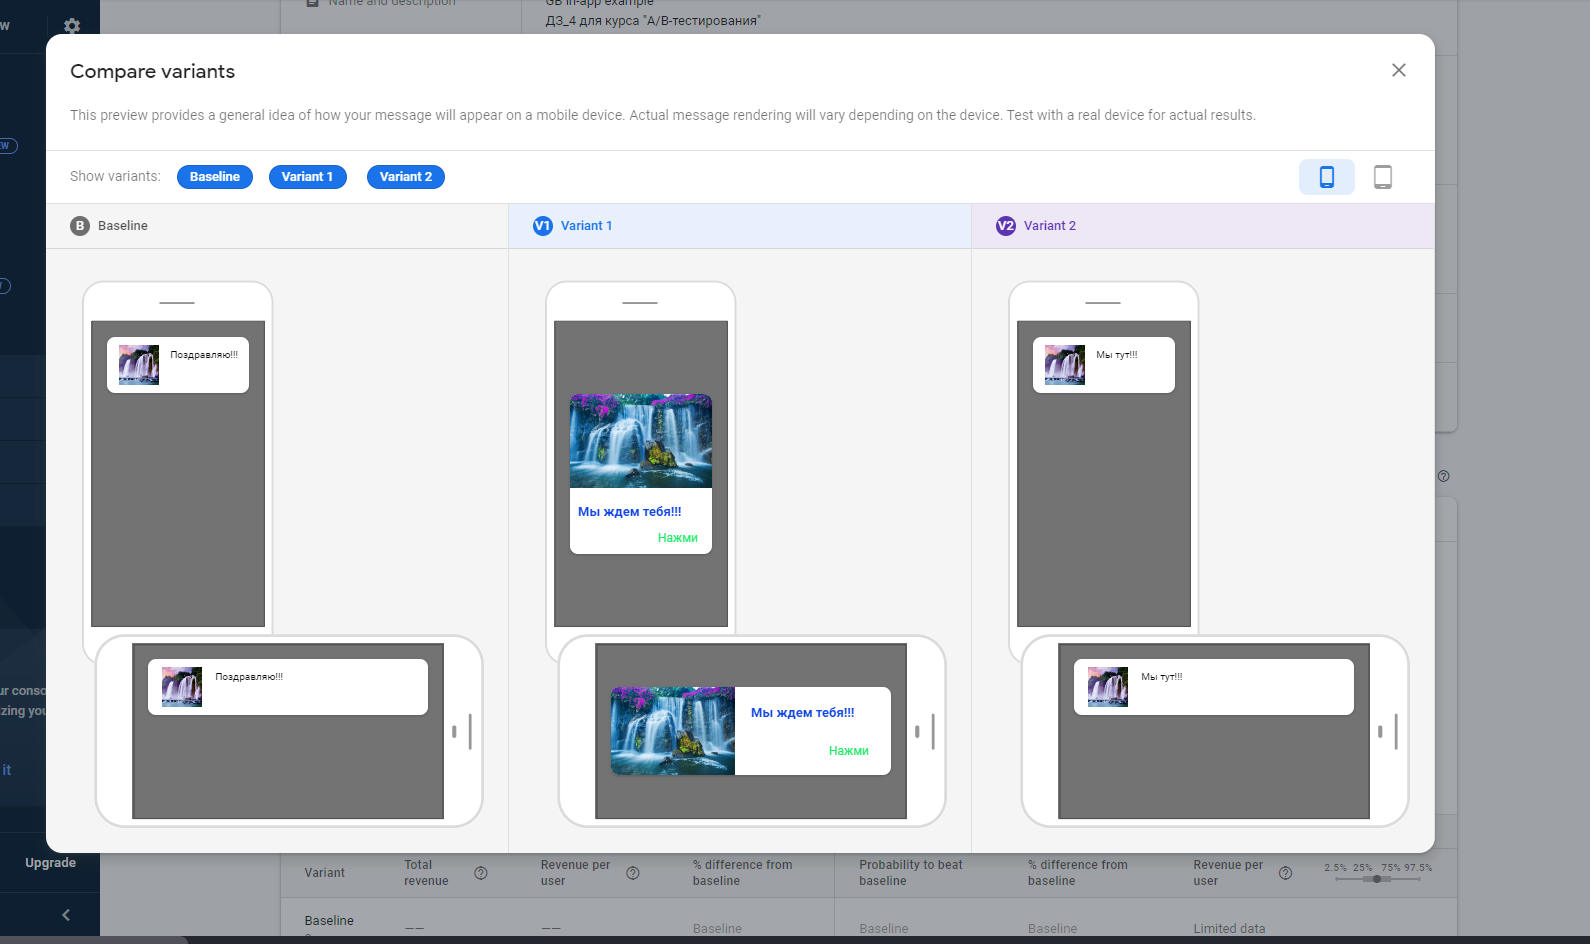 Name and description
GB in-app example
ДЗ_4 для курса "A/B-тестирования"
Compare variants
This preview provides a general idea of how your message will appear on a mobile device. Actual message rendering will vary depending on the device. Test with a real device for actual results.
Show variants:
Baseline
Variant 1
Variant 2
B Baseline
V1 Variant 1
V2 Variant 2
Поздравляю!!!
Мы ждем тебя!!!
Нажми
Мы тут!!!
Поздравляю!!!
Мы ждем тебя!!!
Нажми
Мы тут!!!
it
Upgrade
Variant
Total
revenue
Revenue per
user
% difference from
baseline
Probability to beat
baseline
% difference from
baseline
Revenue per
user
2.5% 25% 75% 97.5%
Baseline
——
——
Baseline
Baseline
Baseline
Limited data